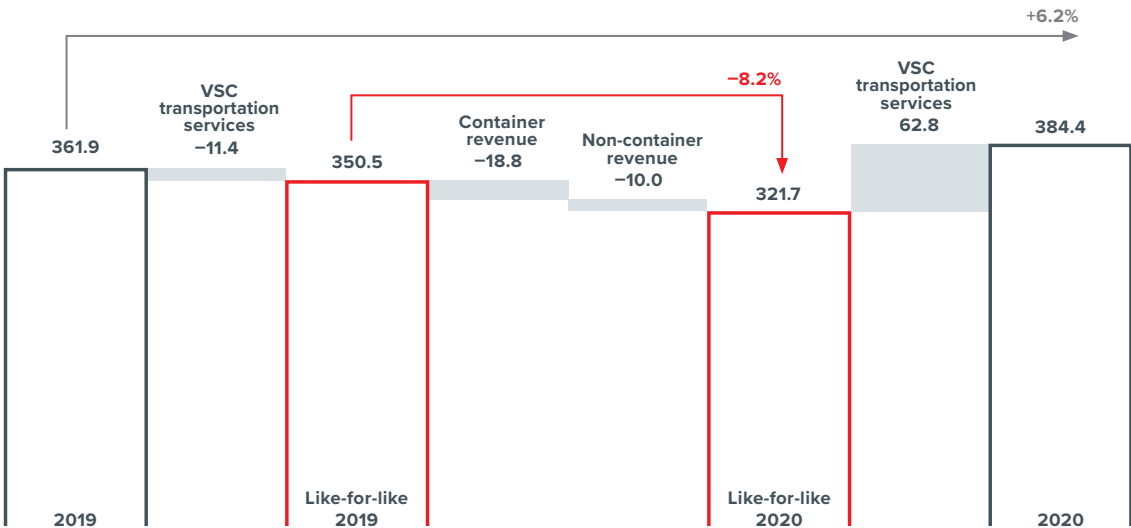 +6.2%
VSC
transportation
services
−11.4
361.9
−8.2%
350.5
Container
revenue
−18.8
Non-container
revenue
−10.0
321.7
VSC
transportation
services
62.8
384.4
2019
Like-for-like
2019
Like-for-like
2020
2020